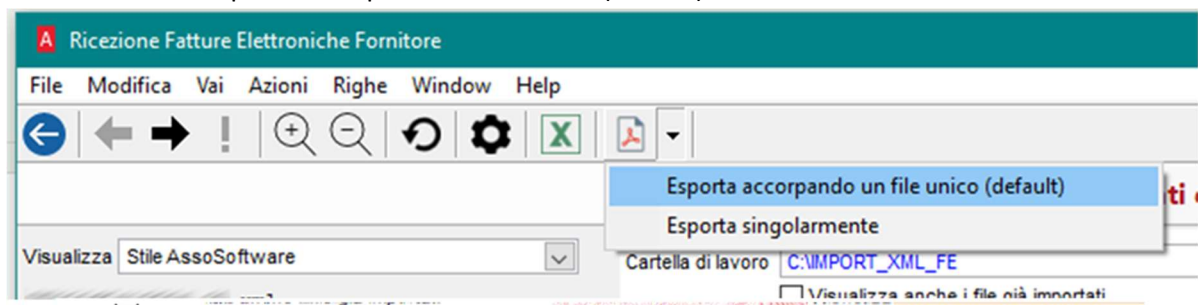 A Ricezione Fatture Elettroniche Fornitore
File Modifica Vai Azioni Righe Window Help
Esporta accorpando un file unico (default)
Esporta singolarmente
Visualizza Stile AssoSoftware
Cartella di lavoro C:\IMPORT_XML_FE
Visualizza anche i file già importati